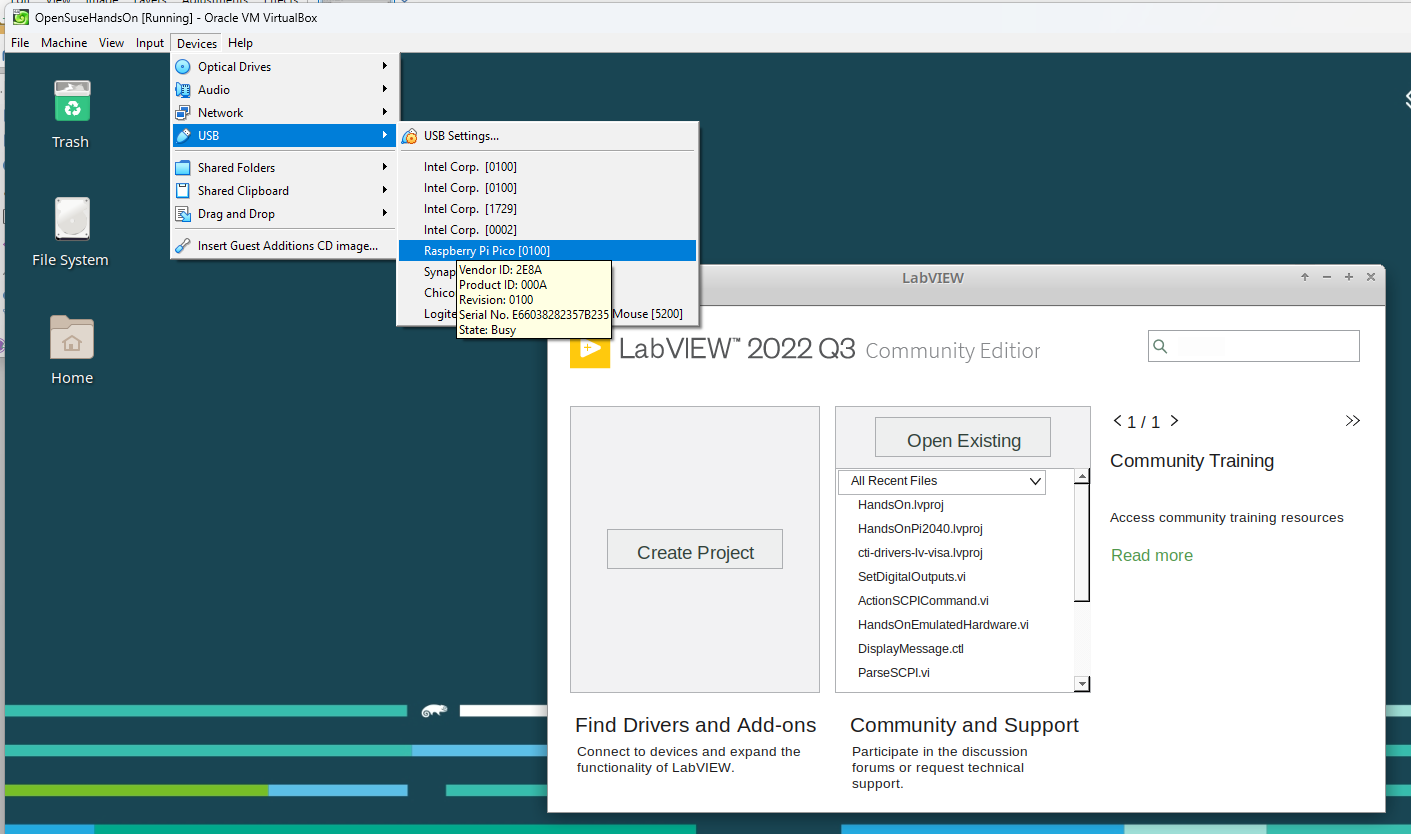 Edit View Image Layers Adjustments Effects
OpenSuseHandsOn [Running] - Oracle VM VirtualBox
File Machine View Input Devices Help
Optical Drives
Audio
Network
USB
Shared Folders
Shared Clipboard
Drag and Drop
Insert Guest Additions CD image...
USB Settings...
Intel Corp. [0100]
Intel Corp. [0100]
Intel Corp. [1729]
Intel Corp. [0002]
Raspberry Pi Pico [0100]
Synap
Chico
Logite
Mouse [5200]
Vendor ID: 2E8A
Product ID: 000A
Revision: 0100
Serial No. E66038282357B235
State: Busy
Trash
File System
Home
LabVIEW
LabVIEW™ 2022 Q3 Community Edition
Create Project
Open Existing
All Recent Files
HandsOn.lvproj
HandsOnPi2040.lvproj
cti-drivers-lv-visa.lvproj
SetDigitalOutputs.vi
ActionSCPICommand.vi
HandsOnEmulatedHardware.vi
DisplayMessage.ctl
ParseSCPI.vi
1 / 1
Community Training
Access community training resources
Read more
Find Drivers and Add-ons
Connect to devices and expand the
functionality of LabVIEW.
Community and Support
Participate in the discussion
forums or request technical
support.